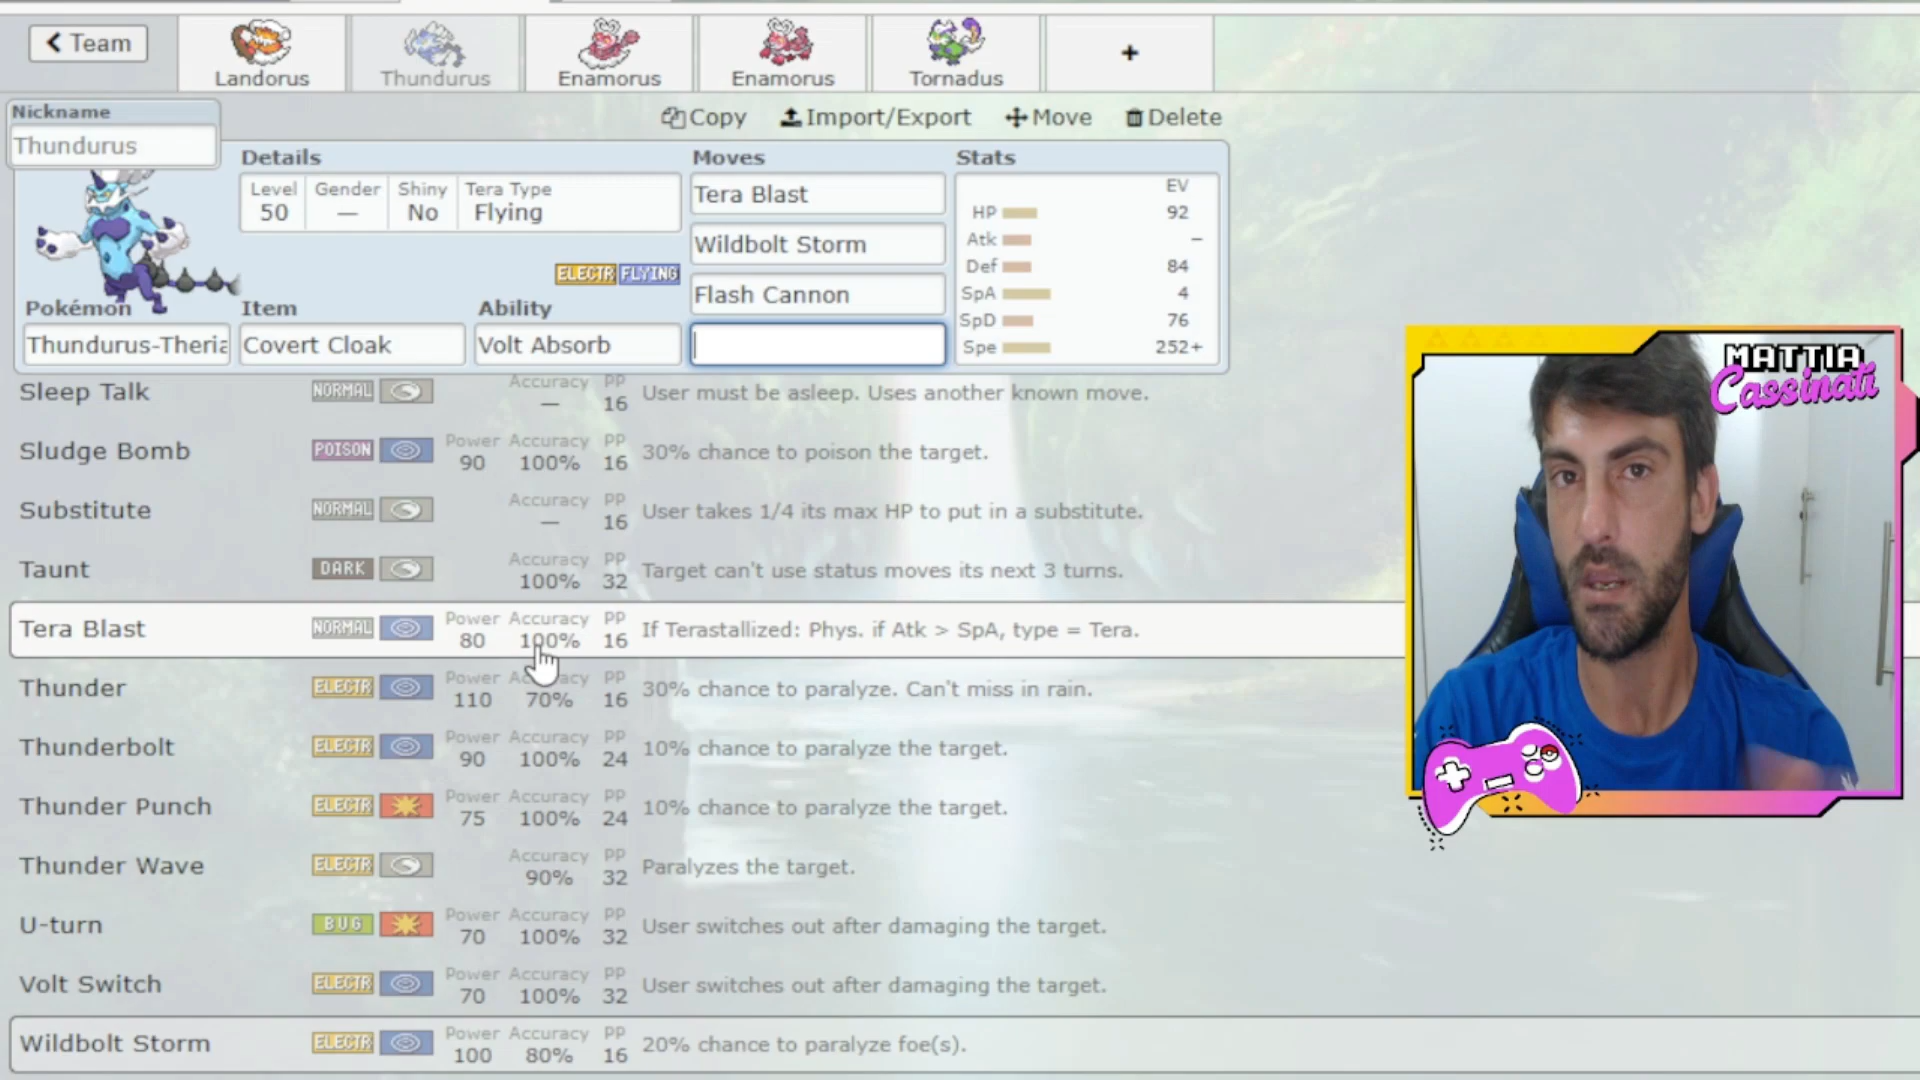 Team
Landorus
Thundurus
Enamorus
Enamorus
Tornadus
+
Nickname
Thundurus
Copy
Import/Export
Move
Delete
Details
Level
50
Gender
—
Shiny
No
Tera Type
Flying
ELECTR FLYING
Pokémon
Thundurus-Theria
Item
Covert Cloak
Ability
Volt Absorb
Moves
Tera Blast
Wildbolt Storm
Flash Cannon
Stats
EV
HP 92
Atk –
Def 84
SpA 4
SpD 76
Spe 252+
MATTIA
Cassinati
Sleep Talk NORMAL Accuracy — PP 16 User must be asleep. Uses another known move.
Sludge Bomb POISON Power 90 Accuracy 100% PP 16 30% chance to poison the target.
Substitute NORMAL Accuracy — PP 16 User takes 1/4 its max HP to put in a substitute.
Taunt DARK Accuracy 100% PP 32 Target can't use status moves its next 3 turns.
Tera Blast NORMAL Power 80 Accuracy 100% PP 16 If Terastallized: Phys. if Atk > SpA, type = Tera.
Thunder ELECTR Power 110 Accuracy 70% PP 16 30% chance to paralyze. Can't miss in rain.
Thunderbolt ELECTR Power 90 Accuracy 100% PP 24 10% chance to paralyze the target.
Thunder Punch ELECTR Power 75 Accuracy 100% PP 24 10% chance to paralyze the target.
Thunder Wave ELECTR Accuracy 90% PP 32 Paralyzes the target.
U-turn BUG Power 70 Accuracy 100% PP 32 User switches out after damaging the target.
Volt Switch ELECTR Power 70 Accuracy 100% PP 32 User switches out after damaging the target.
Wildbolt Storm ELECTR Power 100 Accuracy 80% PP 16 20% chance to paralyze foe(s).